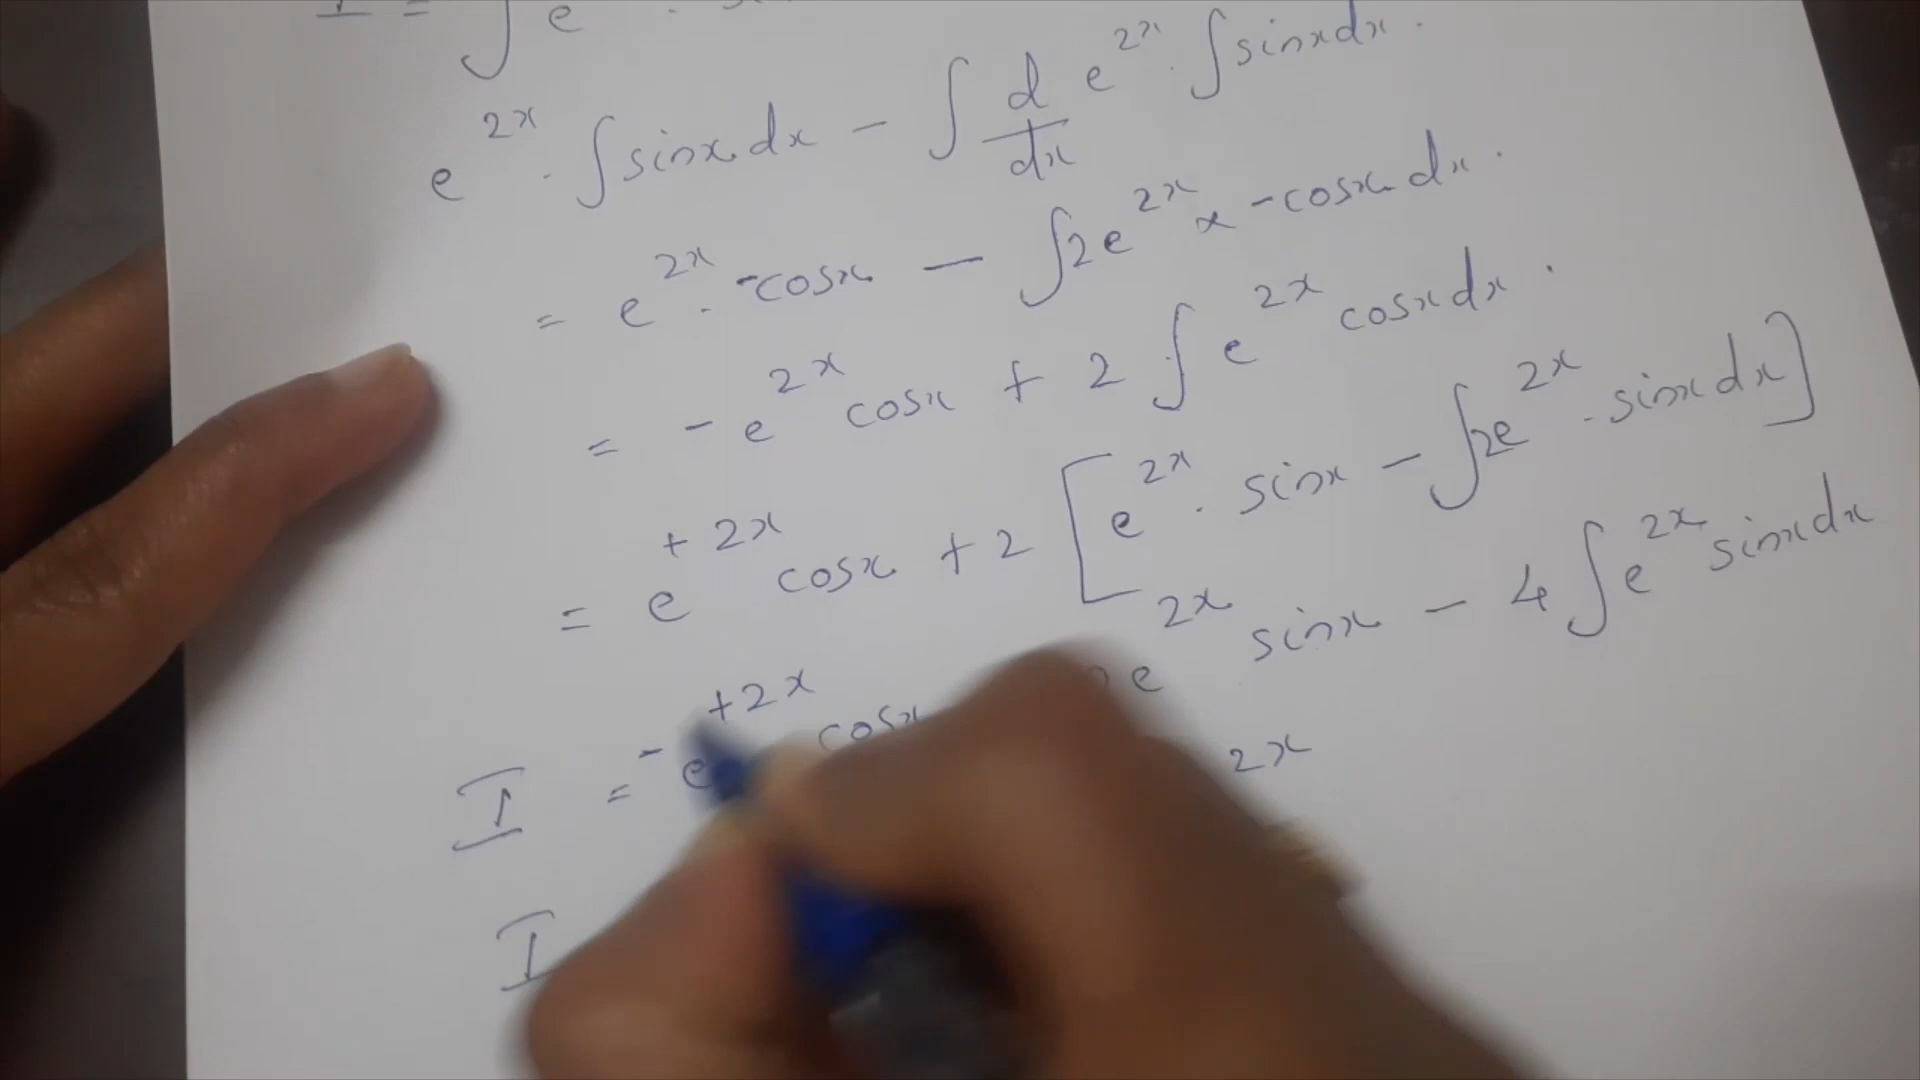 I = ∫ e
e^{2x} . ∫ sinx dx - ∫ d/dx e^{2x} . ∫ sinx dx .
= e^{2x} . -cosx - ∫ 2e^{2x} x -cosx dx .
= - e^{2x} cosx + 2 ∫ e^{2x} cosx dx .
= e^{+2x} cosx + 2 [ e^{2x} . sinx - ∫ 2e^{2x} . sinx dx ]
I = - e^{+2x} cosx e^{2x} sinx - 4 ∫ e^{2x} sinx dx
I 2x